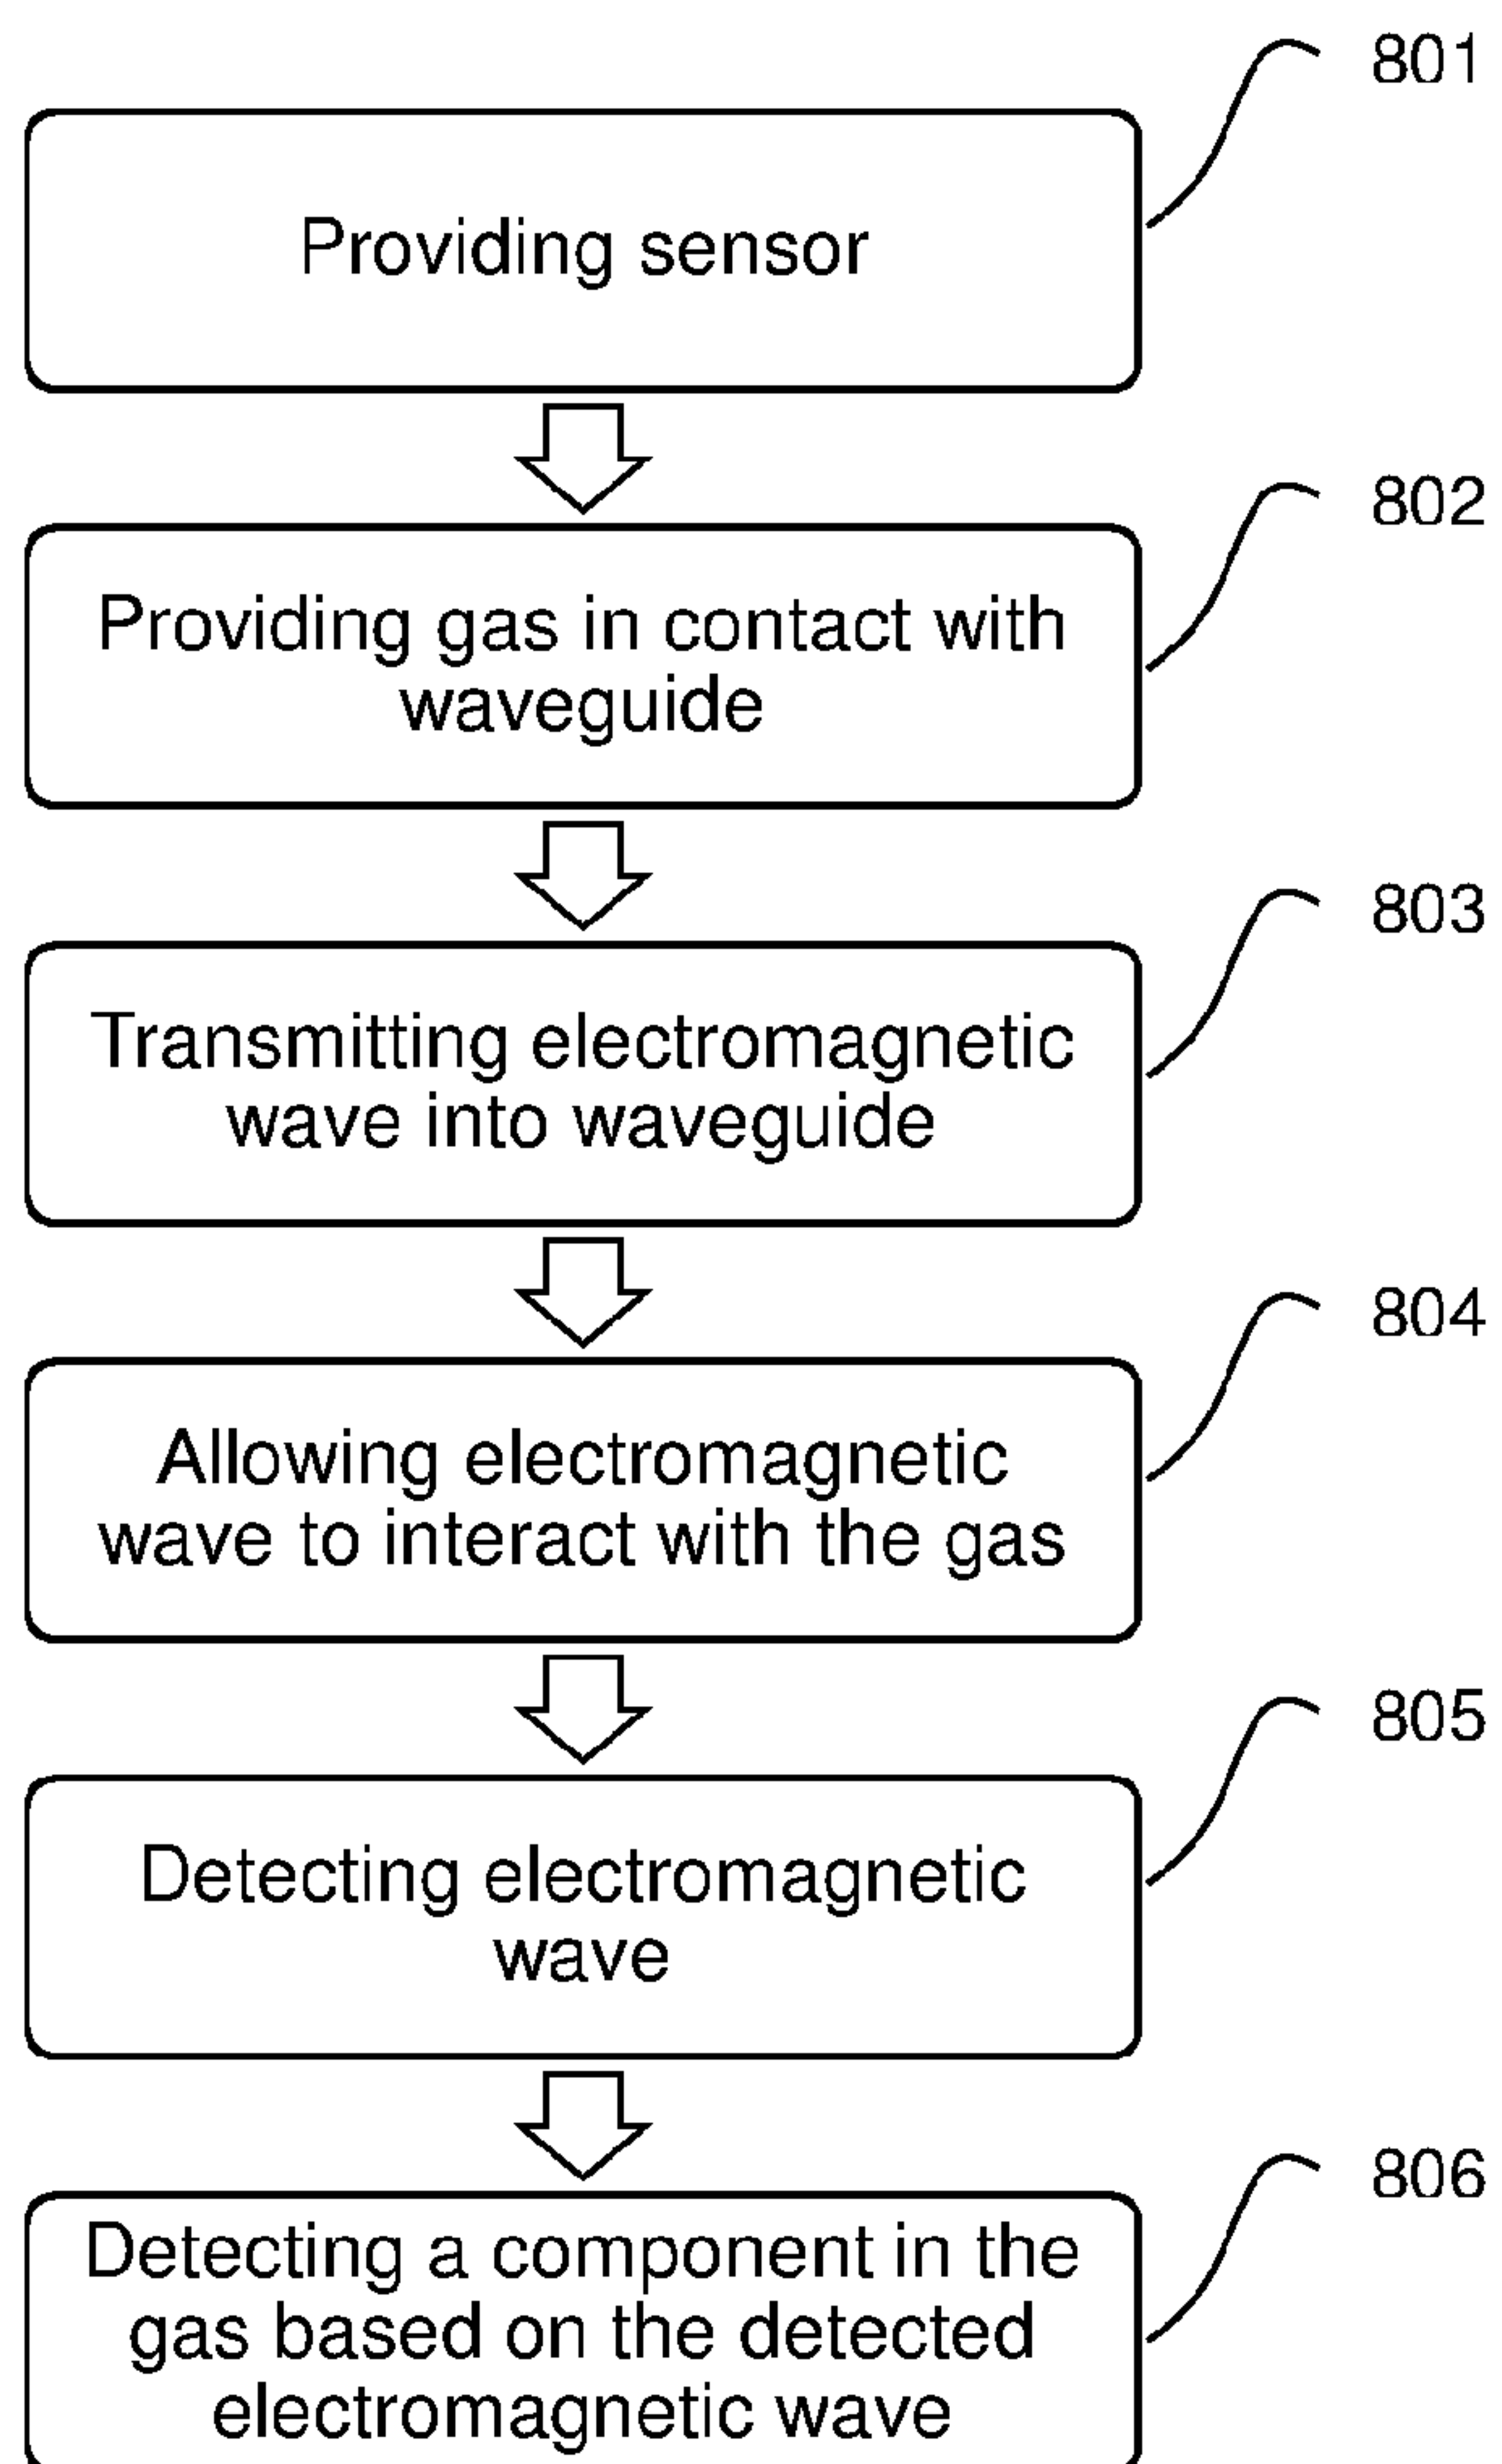 801
Providing sensor
802
Providing gas in contact with
waveguide
803
Transmitting electromagnetic
wave into waveguide
804
Allowing electromagnetic
wave to interact with the gas
805
Detecting electromagnetic
wave
806
Detecting a component in the
gas based on the detected
electromagnetic wave